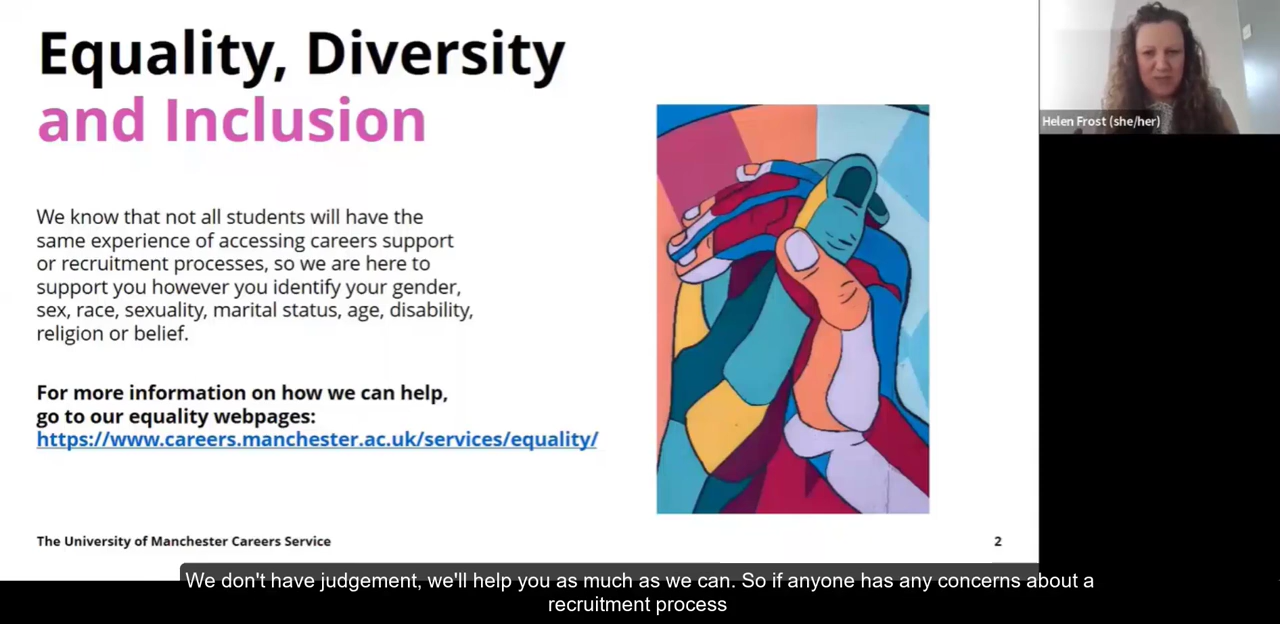 Equality, Diversity
and Inclusion
Helen Frost (she/her)
We know that not all students will have the
same experience of accessing careers support
or recruitment processes, so we are here to
support you however you identify your gender,
sex, race, sexuality, marital status, age, disability,
religion or belief.
For more information on how we can help,
go to our equality webpages:
https://www.careers.manchester.ac.uk/services/equality/
The University of Manchester Careers Service
2
We don't have judgement, we'll help you as much as we can. So if anyone has any concerns about a
recruitment process